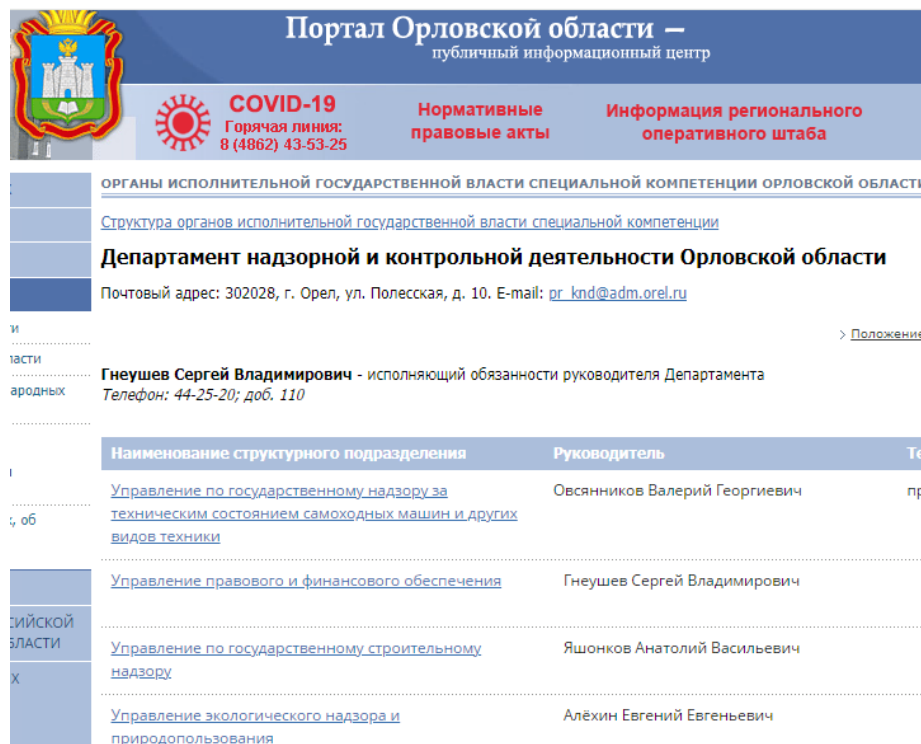 Портал Орловской области —
публичный информационный центр
COVID-19
Горячая линия:
8 (4862) 43-53-25
Нормативные
правовые акты
Информация регионального
оперативного штаба
ОРГАНЫ ИСПОЛНИТЕЛЬНОЙ ГОСУДАРСТВЕННОЙ ВЛАСТИ СПЕЦИАЛЬНОЙ КОМПЕТЕНЦИИ ОРЛОВСКОЙ ОБЛАСТИ
Структура органов исполнительной государственной власти специальной компетенции
Департамент надзорной и контрольной деятельности Орловской области
Почтовый адрес: 302028, г. Орел, ул. Полесская, д. 10. E-mail: pr_knd@adm.orel.ru
> Положение
Гнеушев Сергей Владимирович - исполняющий обязанности руководителя Департамента
Телефон: 44-25-20; доб. 110
Наименование структурного подразделения Руководитель
Управление по государственному надзору за
техническим состоянием самоходных машин и других
видов техники
Овсянников Валерий Георгиевич
Управление правового и финансового обеспечения Гнеушев Сергей Владимирович
Управление по государственному строительному
надзору
Яшонков Анатолий Васильевич
Управление экологического надзора и
природопользования
Алёхин Евгений Евгеньевич